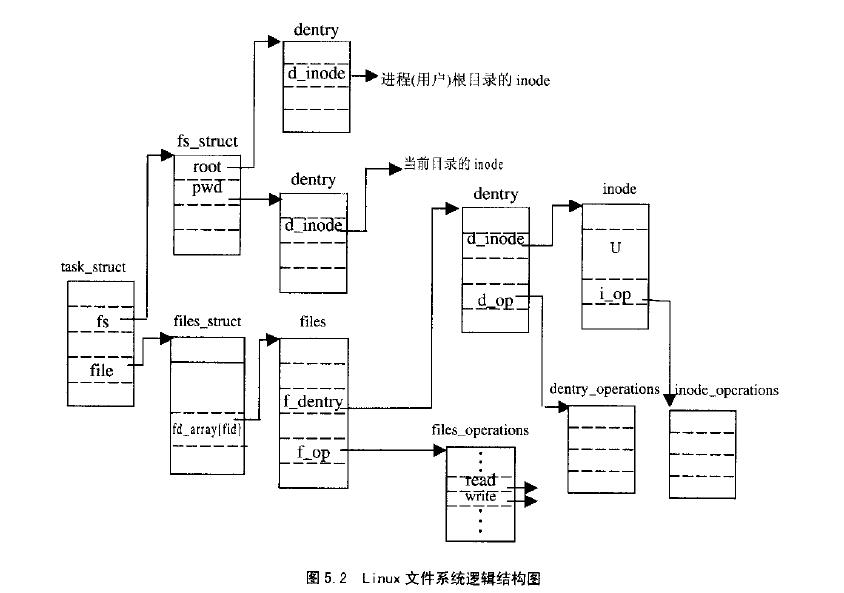 dentry
d_inode
进程(用户)根目录的 inode
fs_struct
root
pwd
dentry
d_inode
当前目录的 inode
dentry
d_inode
d_op
inode
U
i_op
task_struct
fs
file
files_struct
fd_array[fid]
files
f_dentry
f_op
dentry_operations
inode_operations
files_operations
read
write
图 5.2 Linux 文件系统逻辑结构图